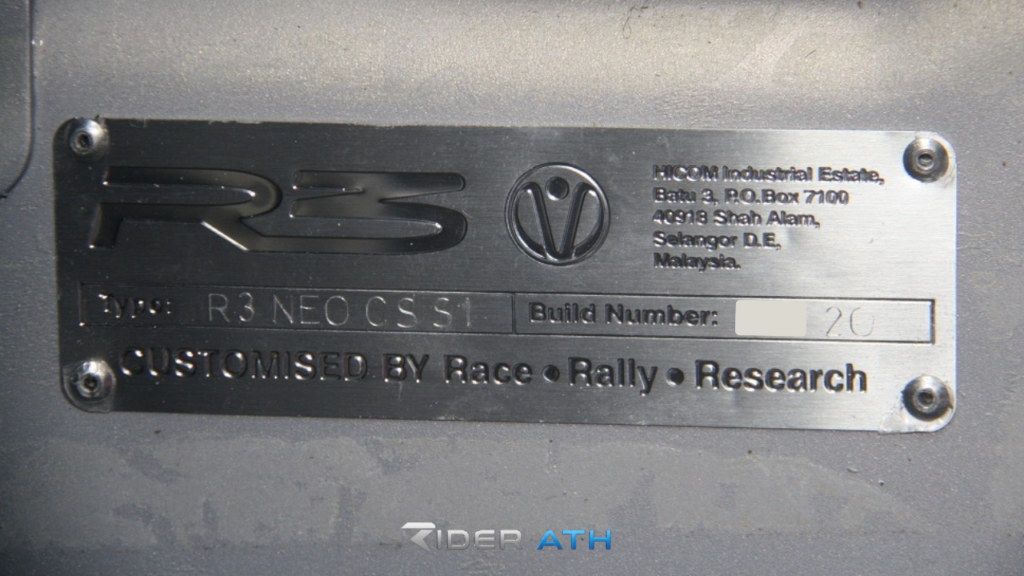 R3
HICOM Industrial Estate,
Batu 3, P.O.Box 7100
40918 Shah Alam,
Selangor D.E,
Malaysia.
Type: R3 NEO CS S1
Build Number: 20
CUSTOMISED BY Race • Rally • Research
RIDER ATH